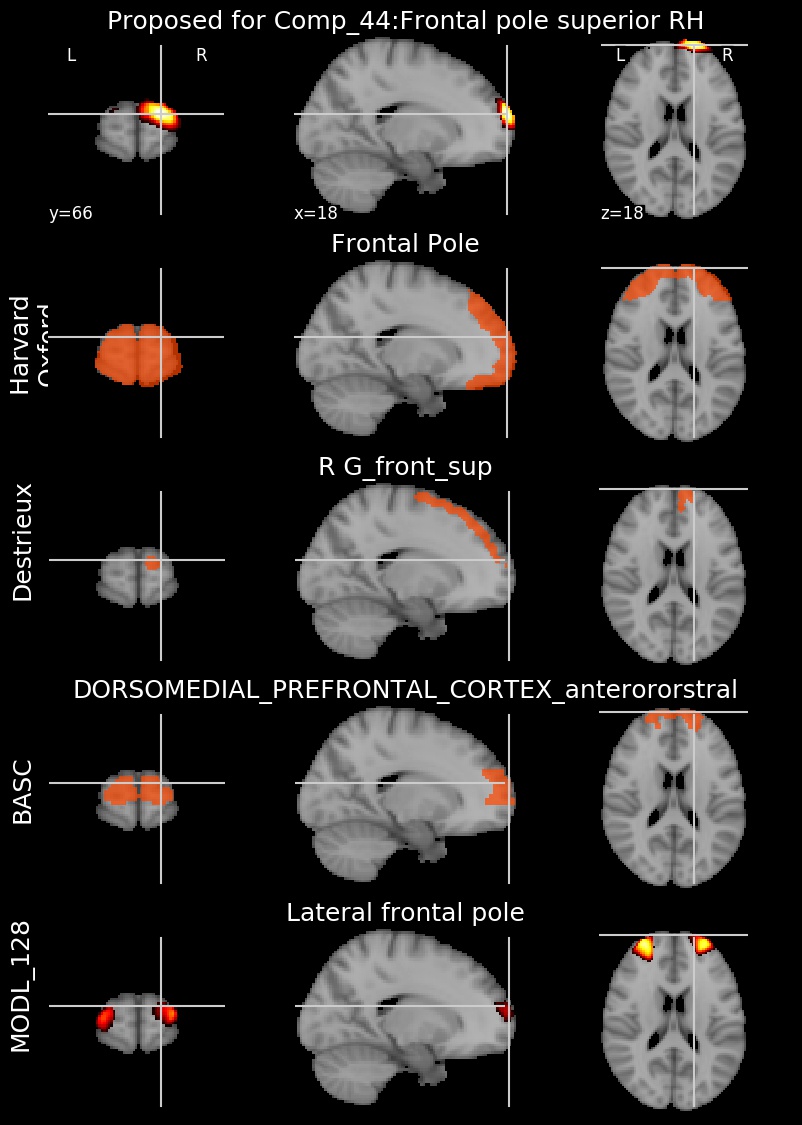 Proposed for Comp_44:Frontal pole superior RH
L R L R
y=66 x=18 z=18
Frontal Pole
Harvard
Oxford
R G_front_sup
Destrieux
DORSOMEDIAL_PREFRONTAL_CORTEX_anterororstral
BASC
Lateral frontal pole
MODL_128